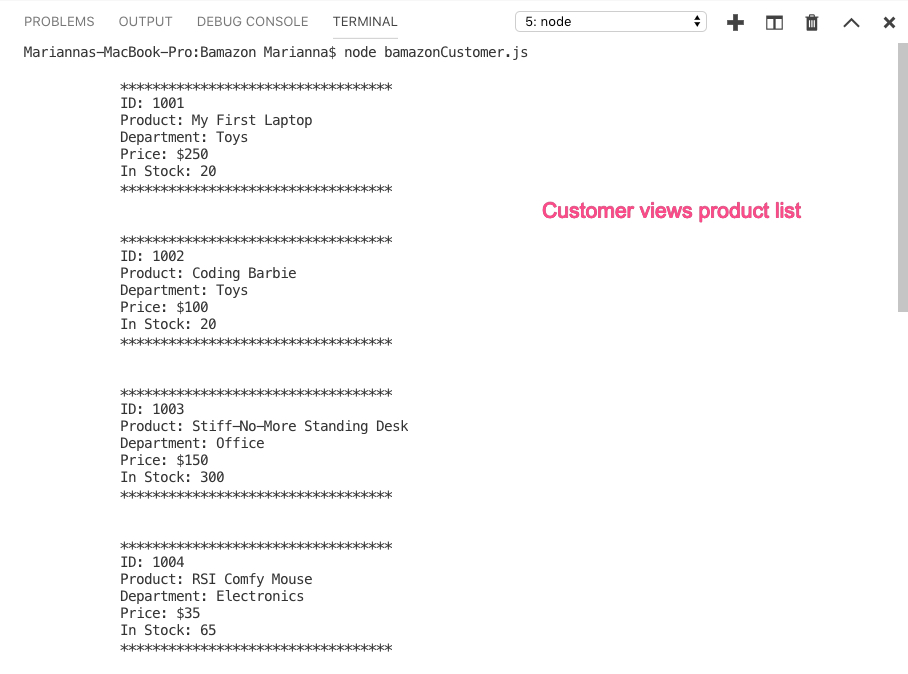 PROBLEMS OUTPUT DEBUG CONSOLE TERMINAL 5: node
Mariannas-MacBook-Pro:Bamazon Marianna$ node bamazonCustomer.js
**********************************
ID: 1001
Product: My First Laptop
Department: Toys
Price: $250
In Stock: 20
**********************************
Customer views product list
**********************************
ID: 1002
Product: Coding Barbie
Department: Toys
Price: $100
In Stock: 20
**********************************
**********************************
ID: 1003
Product: Stiff-No-More Standing Desk
Department: Office
Price: $150
In Stock: 300
**********************************
**********************************
ID: 1004
Product: RSI Comfy Mouse
Department: Electronics
Price: $35
In Stock: 65
**********************************